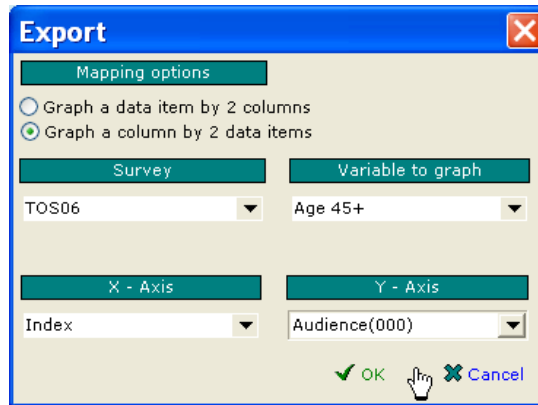 Export
Mapping options
Graph a data item by 2 columns
Graph a column by 2 data items
Survey Variable to graph
TOS06 Age 45+
X - Axis Y - Axis
Index Audience(000)
OK Cancel